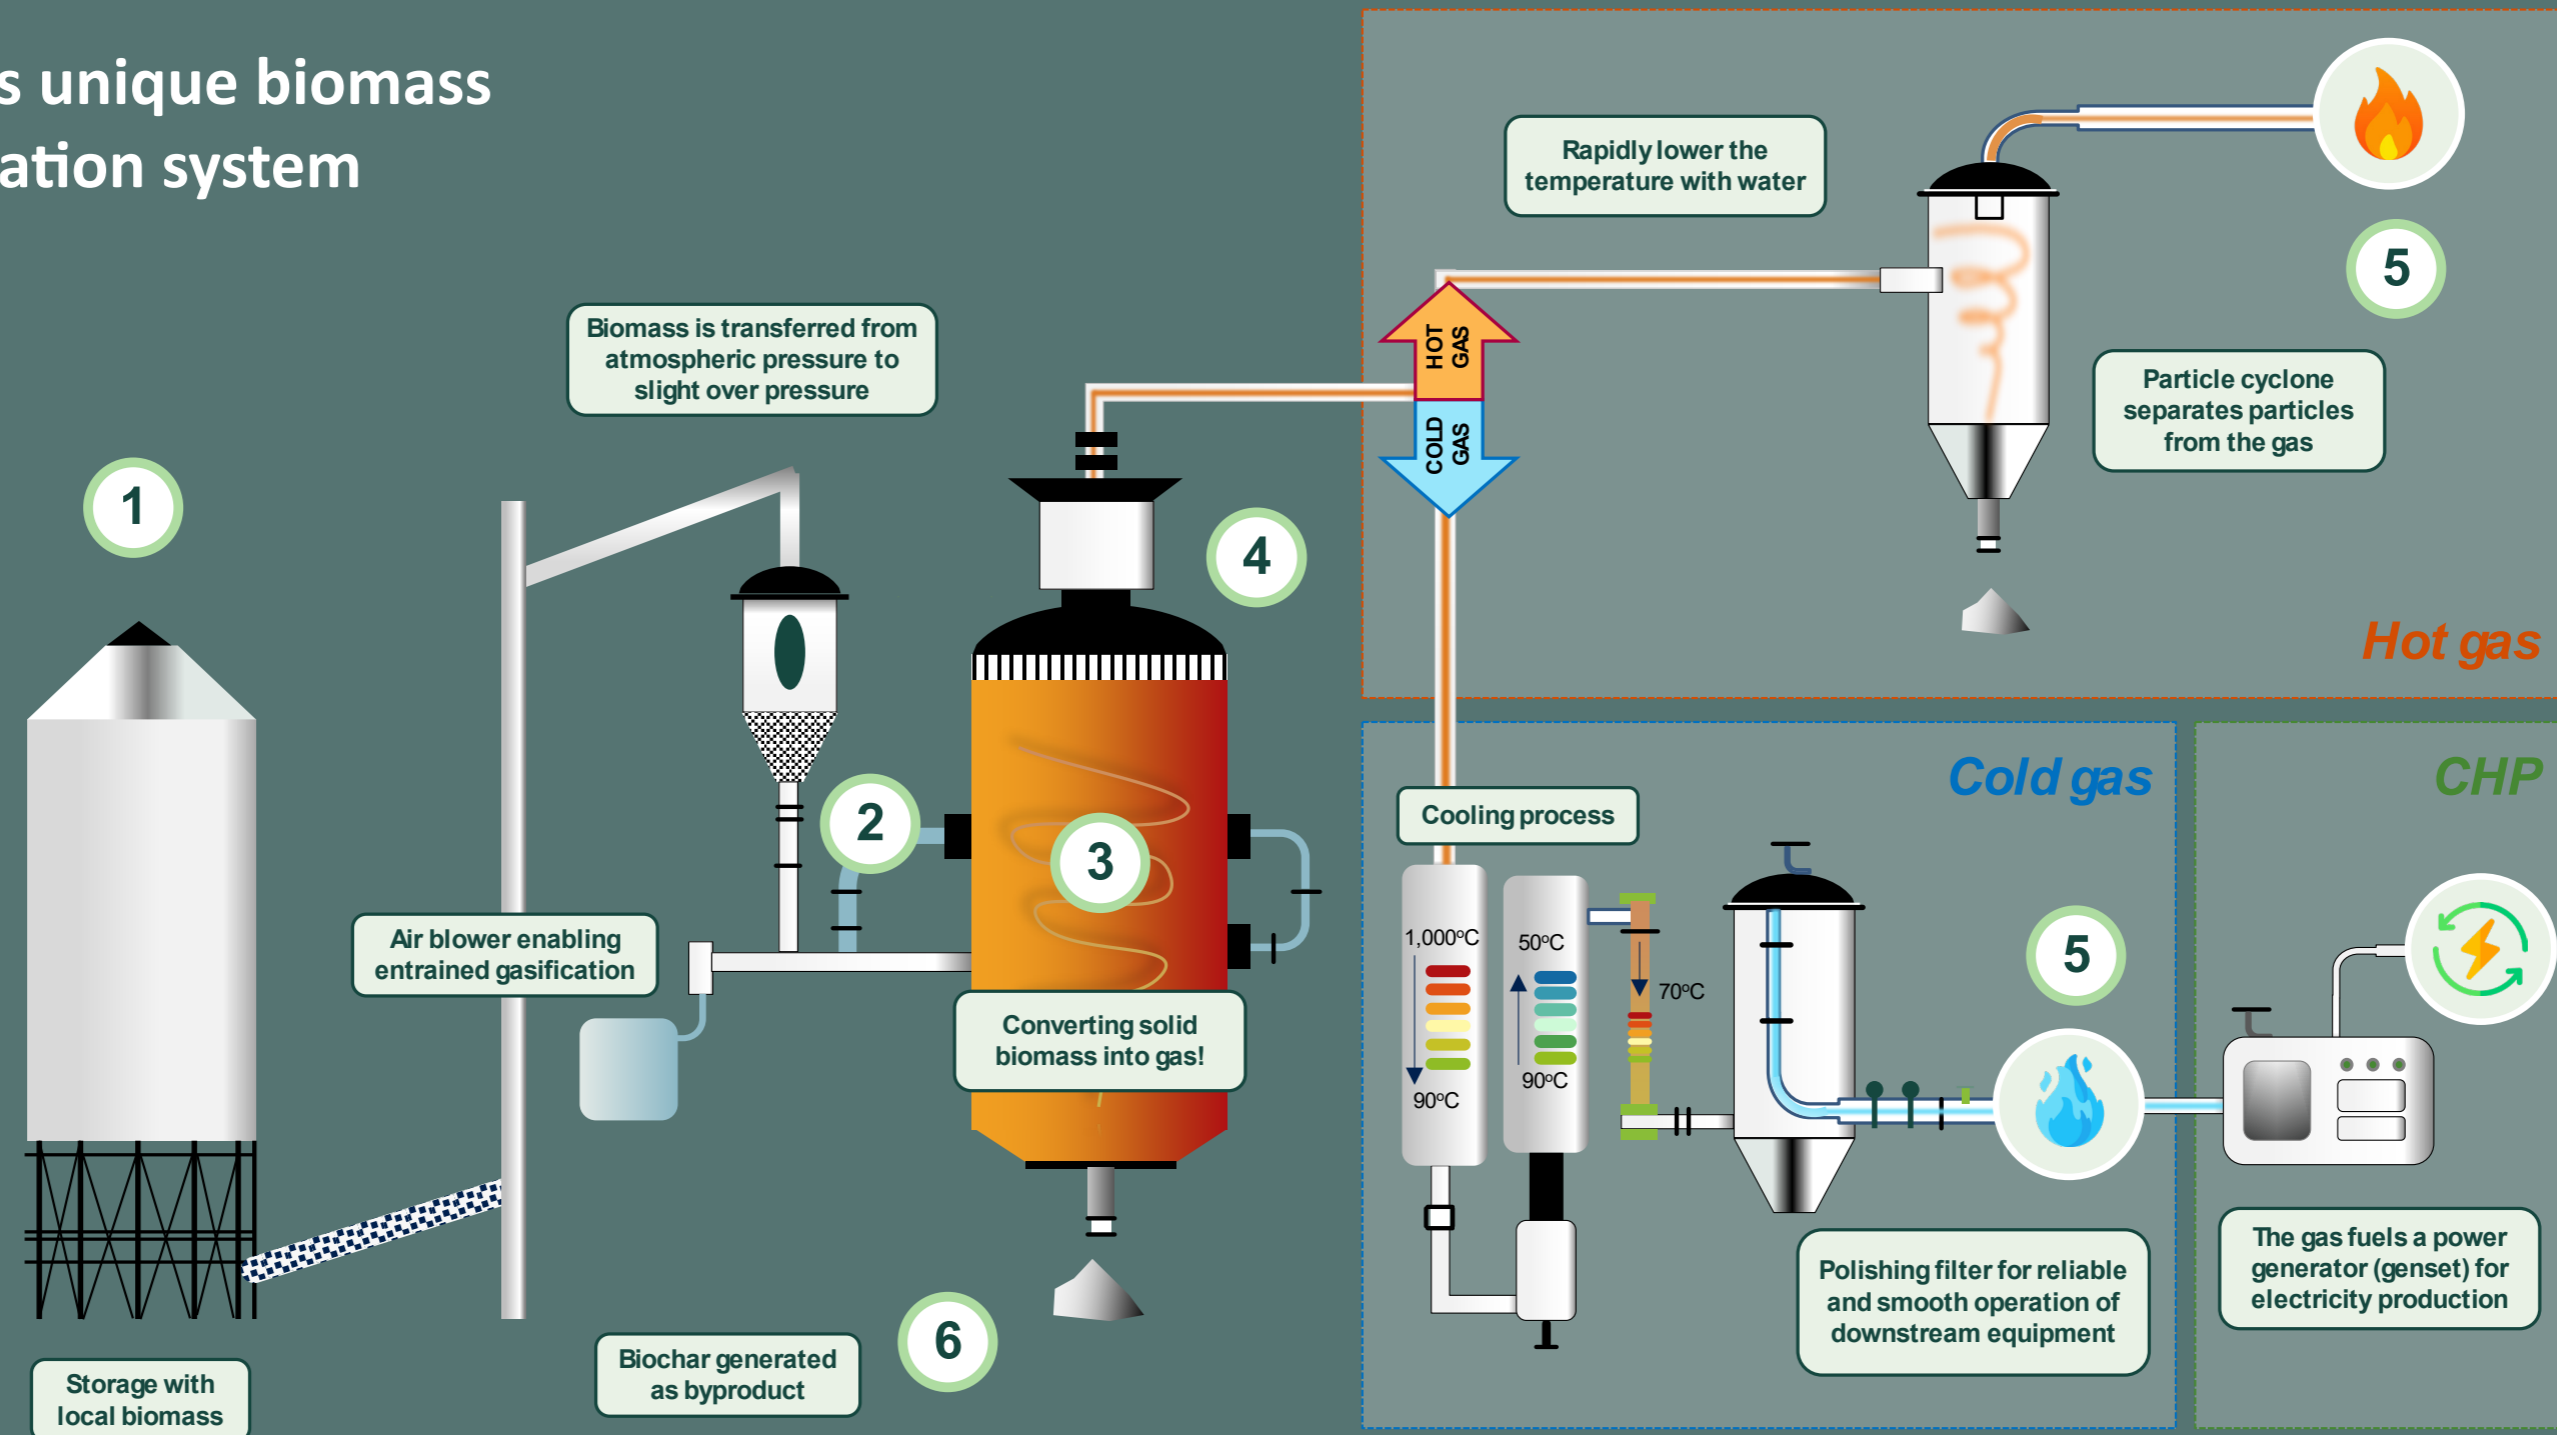 s unique biomass
ation system
1
Biomass is transferred from
atmospheric pressure to
slight over pressure
4
2
3
Air blower enabling
entrained gasification
Converting solid
biomass into gas!
Storage with
local biomass
Biochar generated
as byproduct
6
HOT
GAS
COLD
GAS
Rapidly lower the
temperature with water
5
Particle cyclone
separates particles
from the gas
Hot gas
Cold gas
Cooling process
1,000°C
90°C
50°C
90°C
70°C
5
Polishing filter for reliable
and smooth operation of
downstream equipment
CHP
The gas fuels a power
generator (genset) for
electricity production